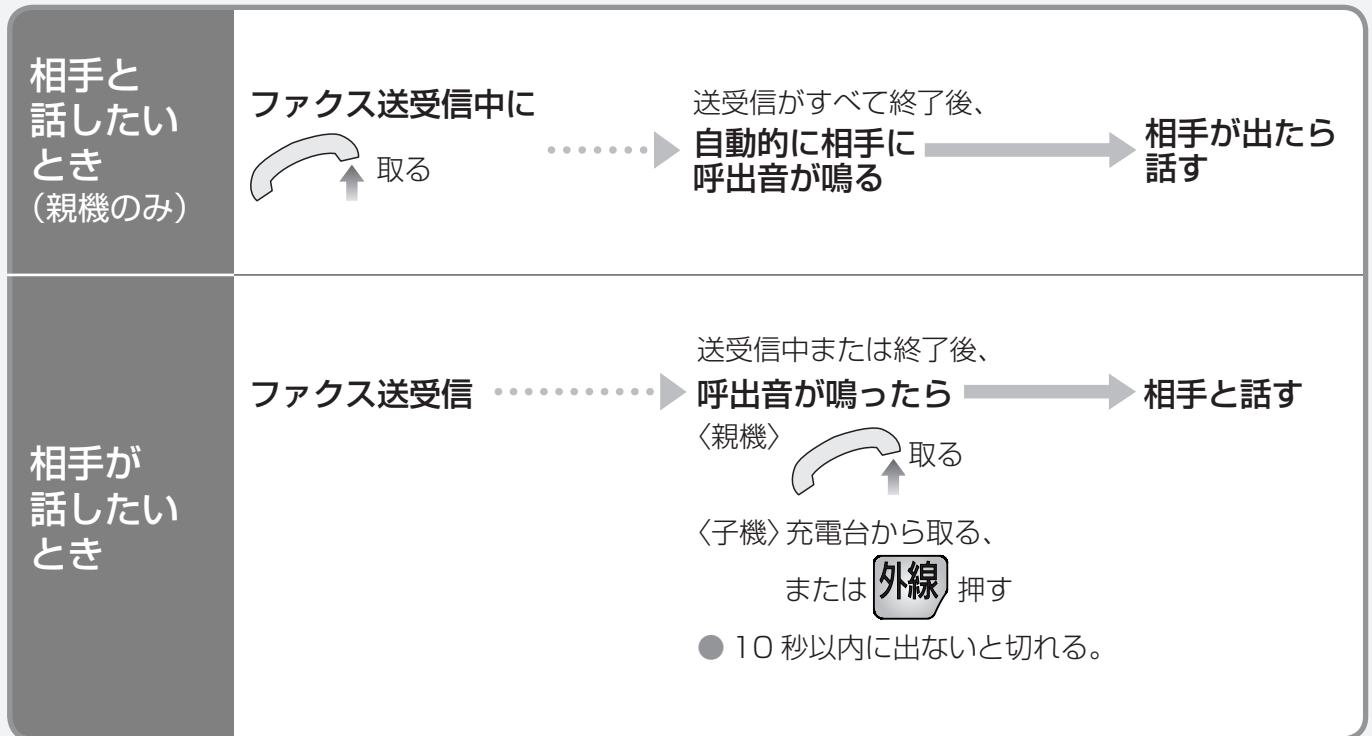 相手と
話したい
とき
（親機のみ）
ファクス送受信中に
取る
送受信がすべて終了後、
自動的に相手に
呼出音が鳴る
相手が出たら
話す
相手が
話したい
とき
ファクス送受信
送受信中または終了後、
呼出音が鳴ったら
〈親機〉
取る
〈子機〉充電台から取る、
または 外線 押す
● 10 秒以内に出ないと切れる。
相手と話す